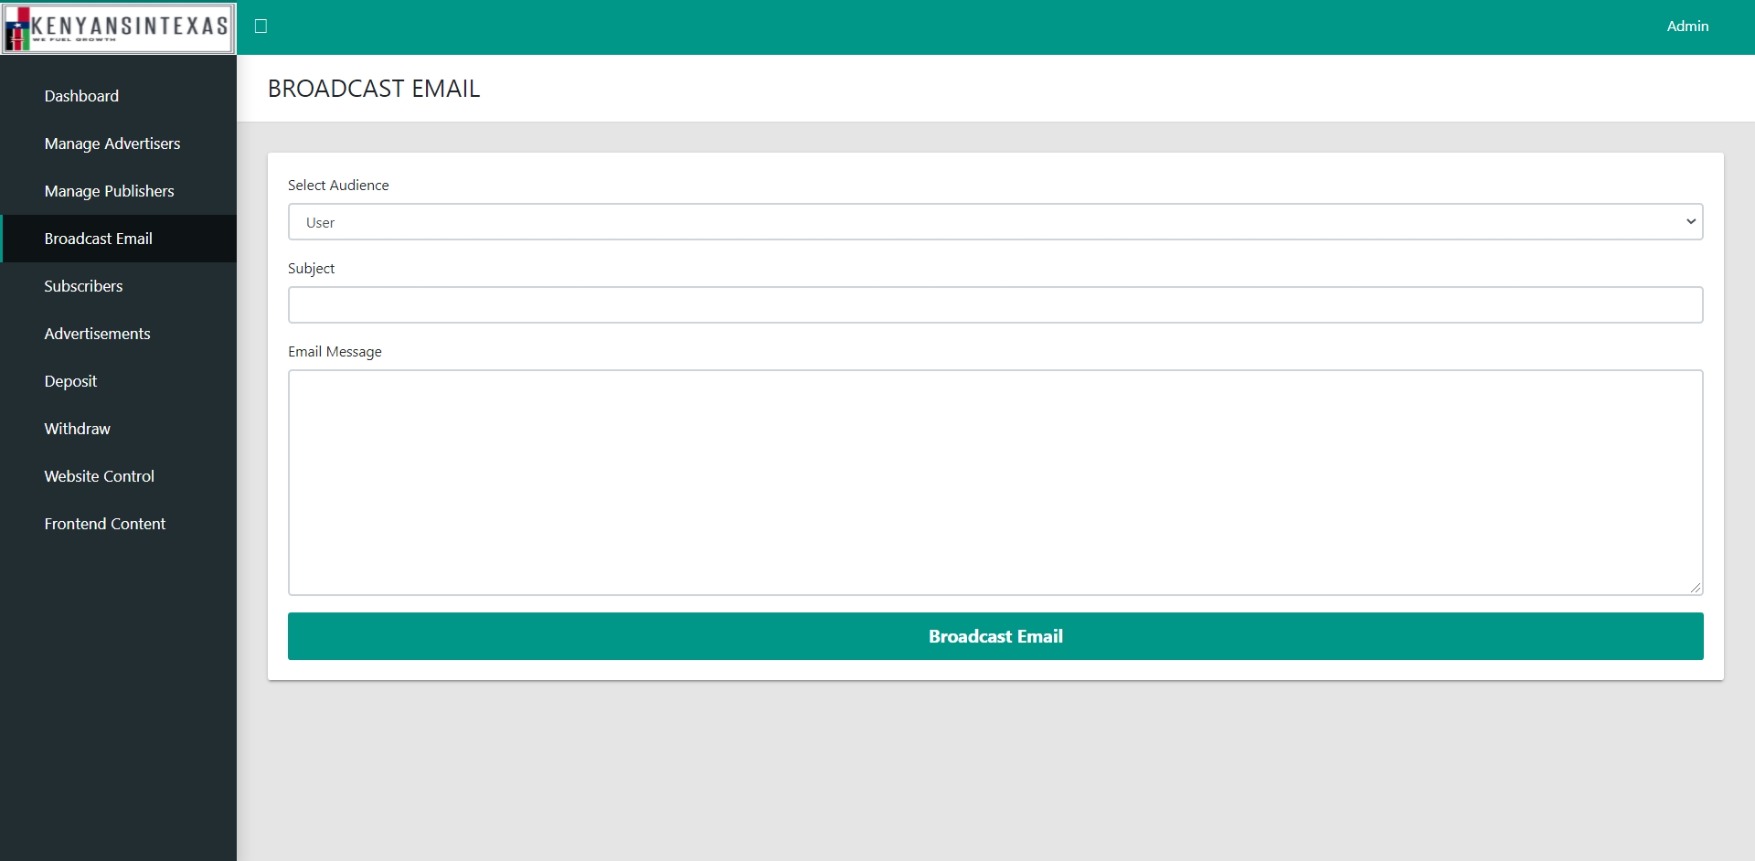 KENYANSINTEXAS
WE FUEL GROWTH
Admin
Dashboard
Manage Advertisers
Manage Publishers
Broadcast Email
Subscribers
Advertisements
Deposit
Withdraw
Website Control
Frontend Content
BROADCAST EMAIL
Select Audience
User
Subject
Email Message
Broadcast Email